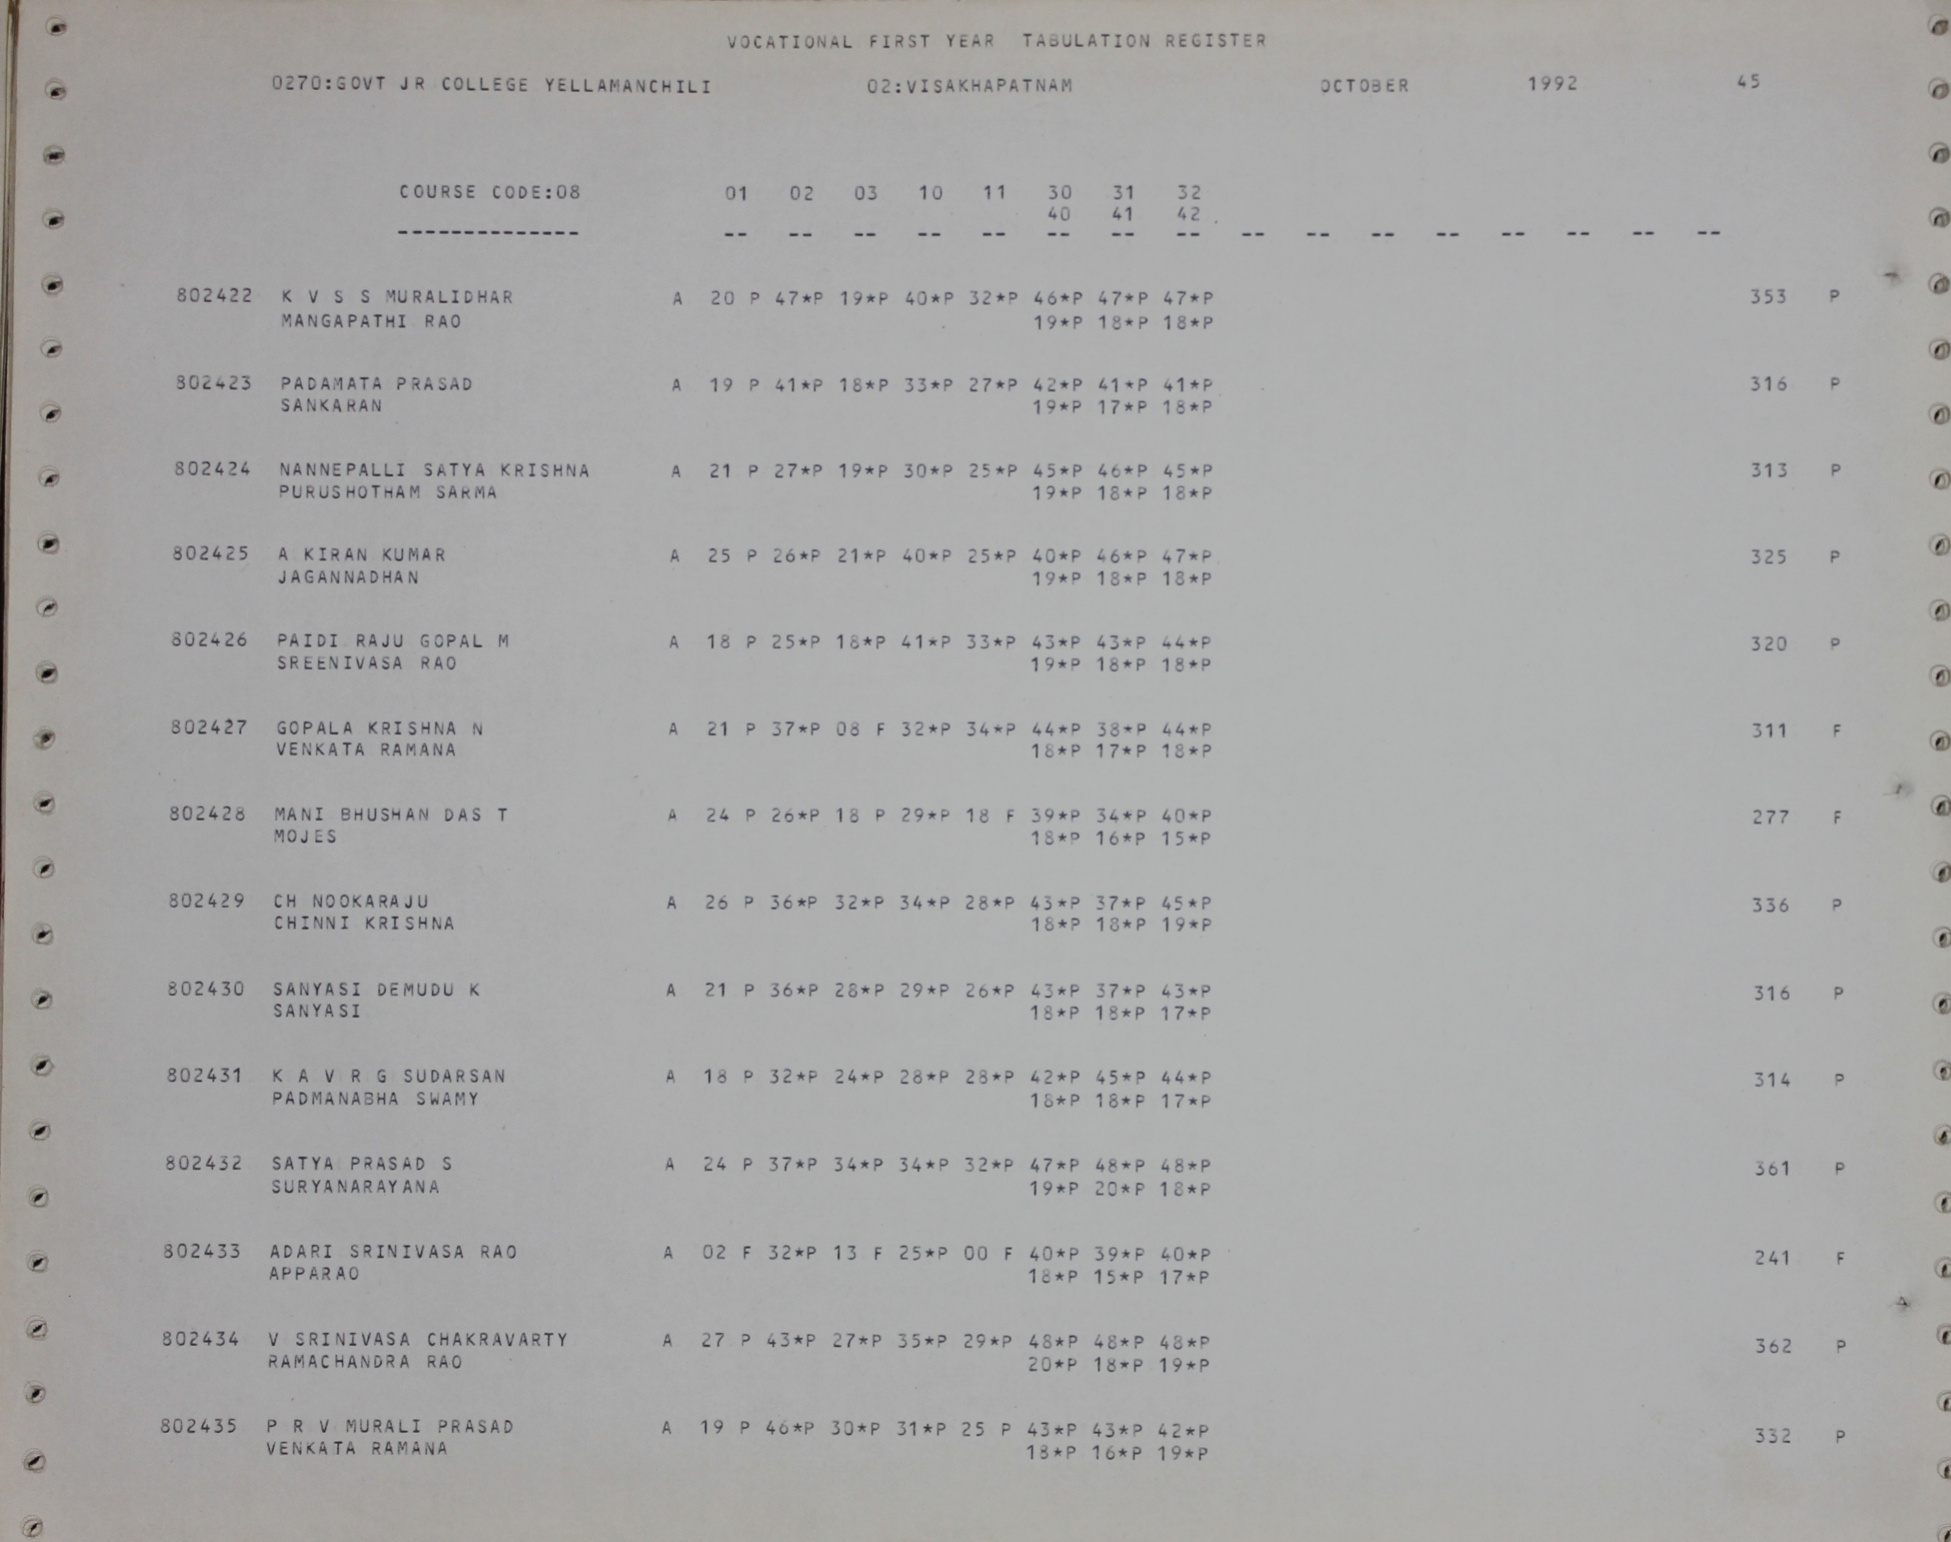 VOCATIONAL FIRST YEAR TABULATION REGISTER
0270:GOVT JR COLLEGE YELLAMANCHILI 02:VISAKHAPATNAM OCTOBER 1992 45
COURSE CODE:08 01 02 03 10 11 30 31 32
40 41 42
-------------- -- -- -- -- -- -- -- -- -- -- -- -- -- -- -- --
802422 K V S S MURALIDHAR A 20 P 47*P 19*P 40*P 32*P 46*P 47*P 47*P 353 P
MANGAPATHI RAO 19*P 18*P 18*P
802423 PADAMATA PRASAD A 19 P 41*P 18*P 33*P 27*P 42*P 41*P 41*P 316 P
SANKARAN 19*P 17*P 18*P
802424 NANNEPALLI SATYA KRISHNA A 21 P 27*P 19*P 30*P 25*P 45*P 46*P 45*P 313 P
PURUSHOTHAM SARMA 19*P 18*P 18*P
802425 A KIRAN KUMAR A 25 P 26*P 21*P 40*P 25*P 40*P 46*P 47*P 325 P
JAGANNADHAN 19*P 18*P 18*P
802426 PAIDI RAJU GOPAL M A 18 P 25*P 18*P 41*P 33*P 43*P 43*P 44*P 320 P
SREENIVASA RAO 19*P 18*P 18*P
802427 GOPALA KRISHNA N A 21 P 37*P 08 F 32*P 34*P 44*P 38*P 44*P 311 F
VENKATA RAMANA 18*P 17*P 18*P
802428 MANI BHUSHAN DAS T A 24 P 26*P 18 P 29*P 18 F 39*P 34*P 40*P 277 F
MOJES 18*P 16*P 15*P
802429 CH NOOKARAJU A 26 P 36*P 32*P 34*P 28*P 43*P 37*P 45*P 336 P
CHINNI KRISHNA 18*P 18*P 19*P
802430 SANYASI DEMUDU K A 21 P 36*P 28*P 29*P 26*P 43*P 37*P 43*P 316 P
SANYASI 18*P 18*P 17*P
802431 K A V R G SUDARSAN A 18 P 32*P 24*P 28*P 28*P 42*P 45*P 44*P 314 P
PADMANABHA SWAMY 18*P 18*P 17*P
802432 SATYA PRASAD S A 24 P 37*P 34*P 34*P 32*P 47*P 48*P 48*P 361 P
SURYANARAYANA 19*P 20*P 18*P
802433 ADARI SRINIVASA RAO A 02 F 32*P 13 F 25*P 00 F 40*P 39*P 40*P 241 F
APPARAO 18*P 15*P 17*P
802434 V SRINIVASA CHAKRAVARTY A 27 P 43*P 27*P 35*P 29*P 48*P 48*P 48*P 362 P
RAMACHANDRA RAO 20*P 18*P 19*P
802435 P R V MURALI PRASAD A 19 P 46*P 30*P 31*P 25 P 43*P 43*P 42*P 332 P
VENKATA RAMANA 18*P 16*P 19*P